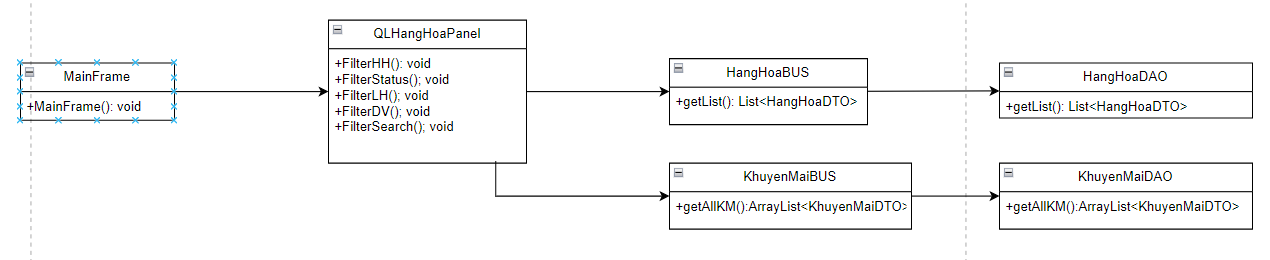 MainFrame
+MainFrame(): void
QLHangHoaPanel
+FilterHH(): void
+FilterStatus(); void
+FilterLH(); void
+FilterDV(); void
+FilterSearch(); void
HangHoaBUS
+getList(): List<HangHoaDTO>
HangHoaDAO
+getList(): List<HangHoaDTO>
KhuyenMaiBUS
+getAllKM():ArrayList<KhuyenMaiDTO>
KhuyenMaiDAO
+getAllKM():ArrayList<KhuyenMaiDTO>